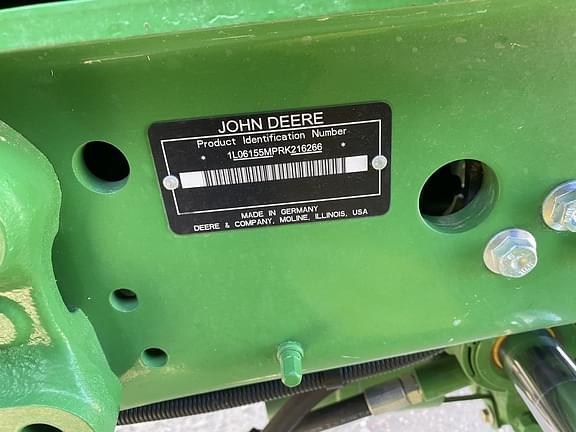 JOHN DEERE
Product Identification Number
* 1L06155MPRK216266 *
MADE IN GERMANY
DEERE & COMPANY, MOLINE, ILLINOIS, USA